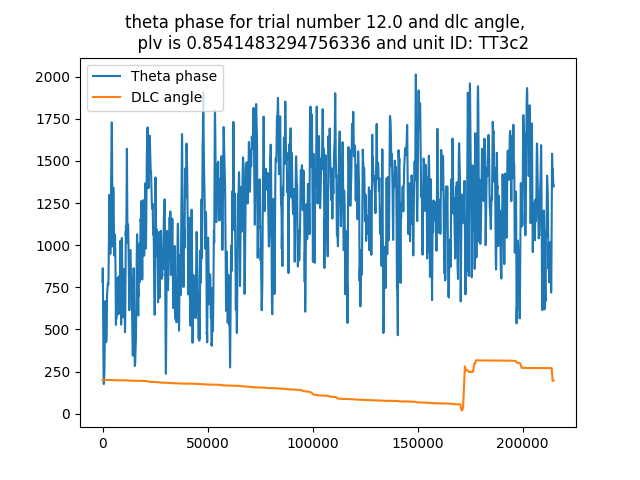 theta phase for trial number 12.0 and dlc angle,
plv is 0.8541483294756336 and unit ID: TT3c2
Theta phase
DLC angle
2000
1750
1500
1250
1000
750
500
250
0
0 50000 100000 150000 200000